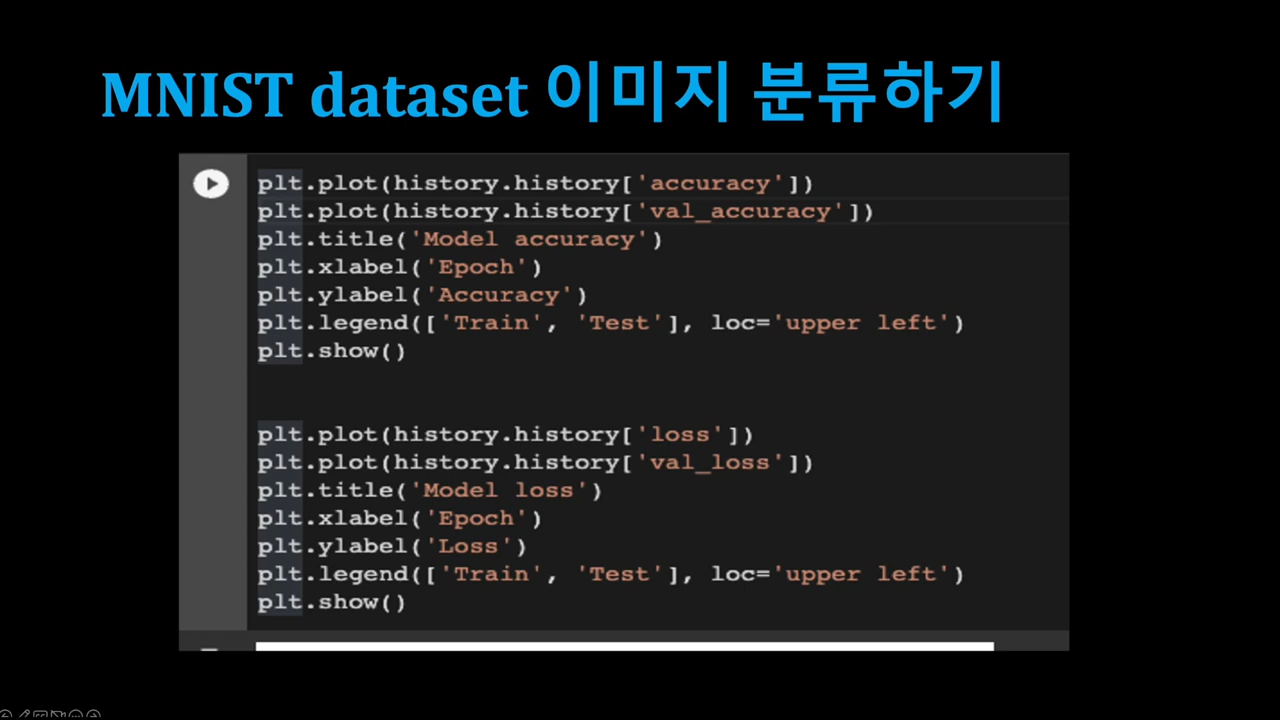 MNIST dataset 이미지 분류하기
plt.plot(history.history['accuracy'])
plt.plot(history.history['val_accuracy'])
plt.title('Model accuracy')
plt.xlabel('Epoch')
plt.ylabel('Accuracy')
plt.legend(['Train', 'Test'], loc='upper left')
plt.show()
plt.plot(history.history['loss'])
plt.plot(history.history['val_loss'])
plt.title('Model loss')
plt.xlabel('Epoch')
plt.ylabel('Loss')
plt.legend(['Train', 'Test'], loc='upper left')
plt.show()